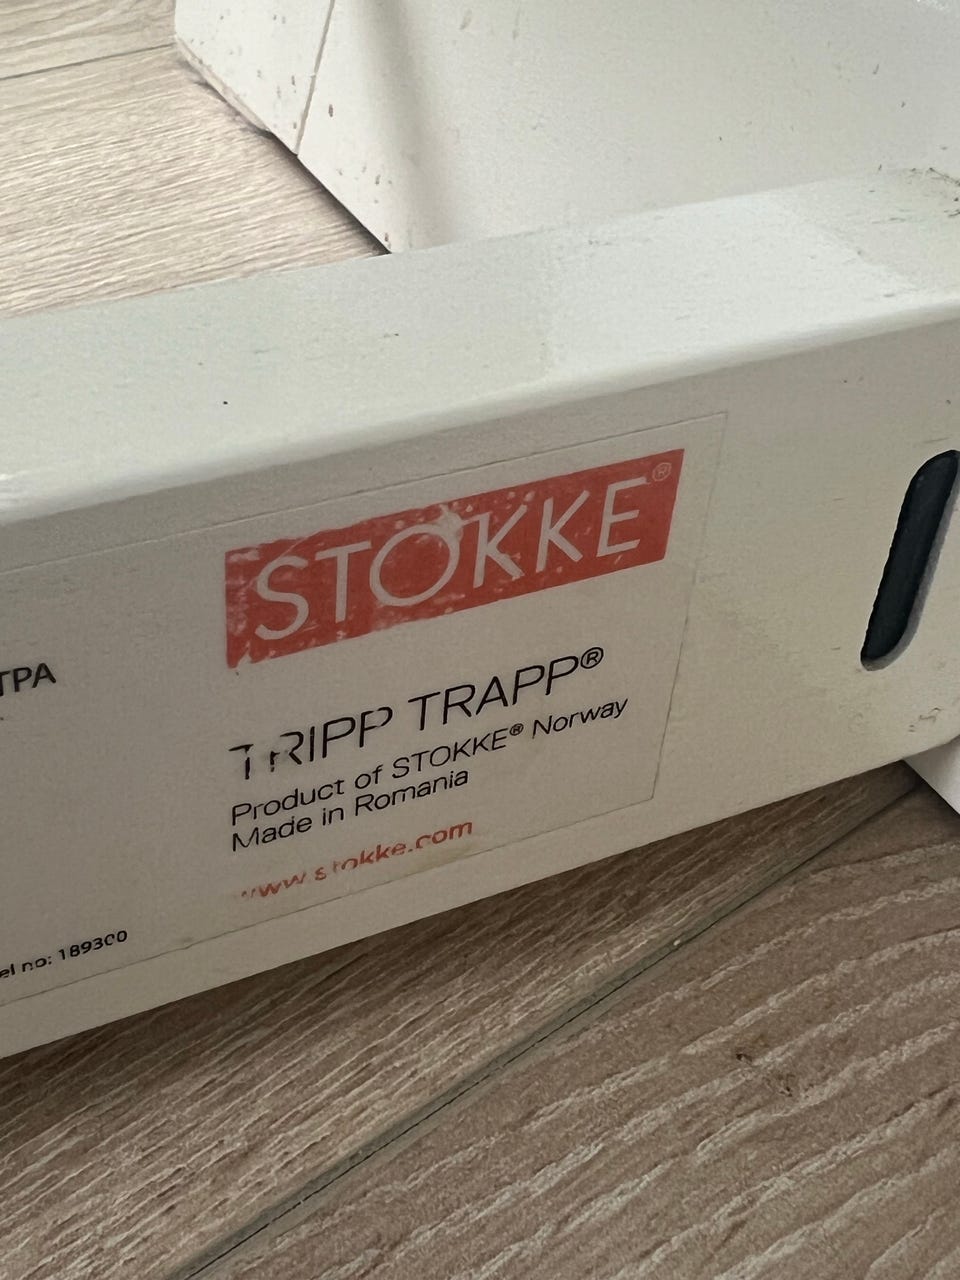 STOKKE®
TPA
TRIPP TRAPP®
Product of STOKKE® Norway
Made in Romania
www.stokke.com
el no: 189300